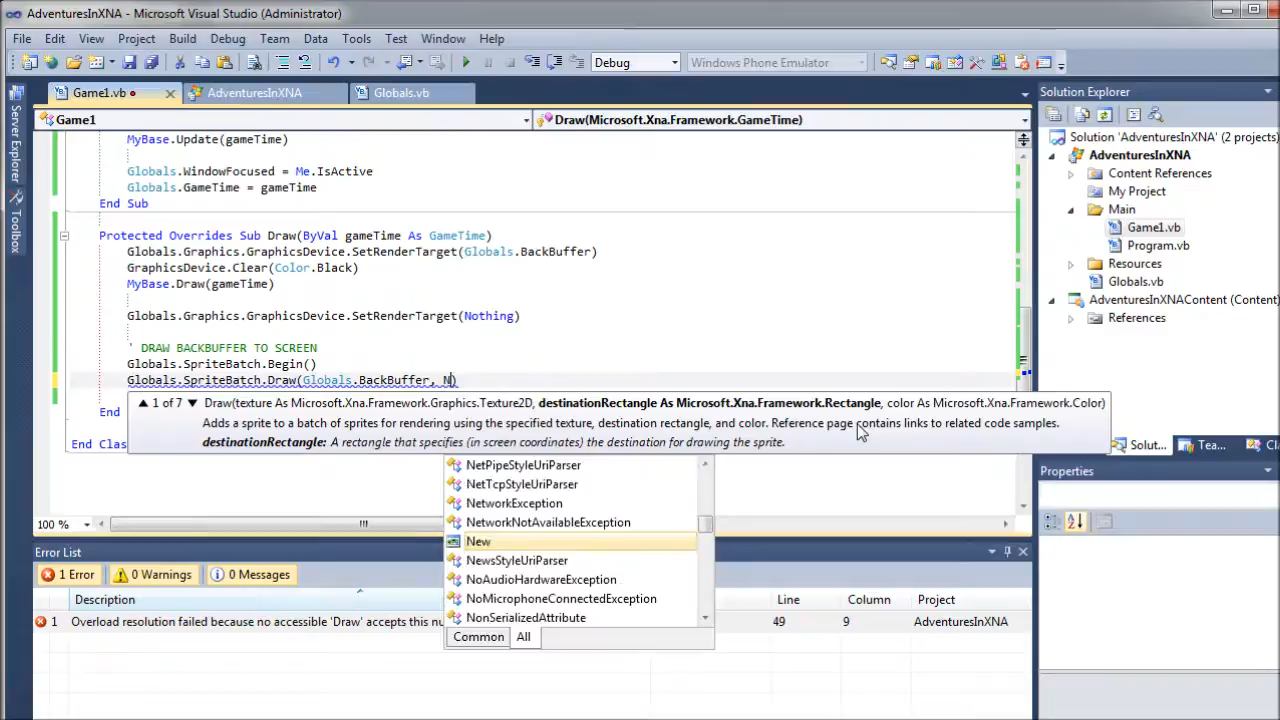 AdventuresInXNA - Microsoft Visual Studio (Administrator)
File Edit View Project Build Debug Team Data Tools Test Window Help
Debug Windows Phone Emulator
Game1.vb AdventuresInXNA Globals.vb
Solution Explorer
Server Explorer
Toolbox
Game1 Draw(Microsoft.Xna.Framework.GameTime)
Solution 'AdventuresInXNA' (2 projects)
AdventuresInXNA
Content References
My Project
Main
Game1.vb
Program.vb
Resources
Globals.vb
AdventuresInXNAContent (Content)
References
MyBase.Update(gameTime)
Globals.WindowFocused = Me.IsActive
Globals.GameTime = gameTime
End Sub
Protected Overrides Sub Draw(ByVal gameTime As GameTime)
Globals.Graphics.GraphicsDevice.SetRenderTarget(Globals.BackBuffer)
GraphicsDevice.Clear(Color.Black)
MyBase.Draw(gameTime)
Globals.Graphics.GraphicsDevice.SetRenderTarget(Nothing)
' DRAW BACKBUFFER TO SCREEN
Globals.SpriteBatch.Begin()
Globals.SpriteBatch.Draw(Globals.BackBuffer, N)
End
End Clas
1 of 7 Draw(texture As Microsoft.Xna.Framework.Graphics.Texture2D, destinationRectangle As Microsoft.Xna.Framework.Rectangle, color As Microsoft.Xna.Framework.Color)
Adds a sprite to a batch of sprites for rendering using the specified texture, destination rectangle, and color. Reference page contains links to related code samples.
destinationRectangle: A rectangle that specifies (in screen coordinates) the destination for drawing the sprite.
NetPipeStyleUriParser
NetTcpStyleUriParser
NetworkException
NetworkNotAvailableException
New
NewsStyleUriParser
NoAudioHardwareException
NoMicrophoneConnectedException
NonSerializedAttribute
Common All
Solut... Tea... Cl
Properties
100 %
Error List
1 Error 0 Warnings 0 Messages
Description Line Column Project
1 Overload resolution failed because no accessible 'Draw' accepts this nu 49 9 AdventuresInXNA